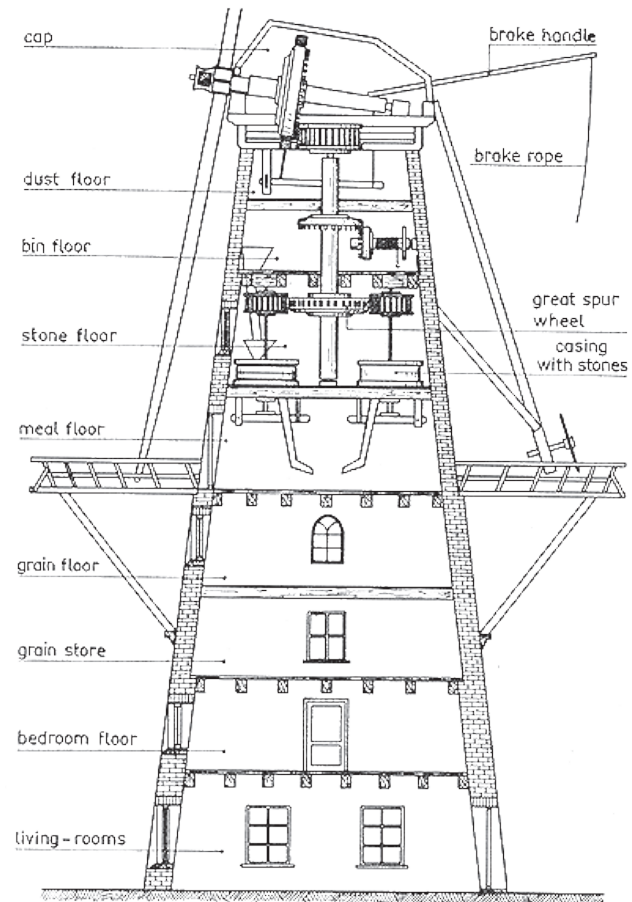 cap
brake handle
brake rope
dust floor
bin floor
great spur
wheel
stone floor
casing
with stones
meal floor
grain floor
grain store
bedroom floor
living-rooms